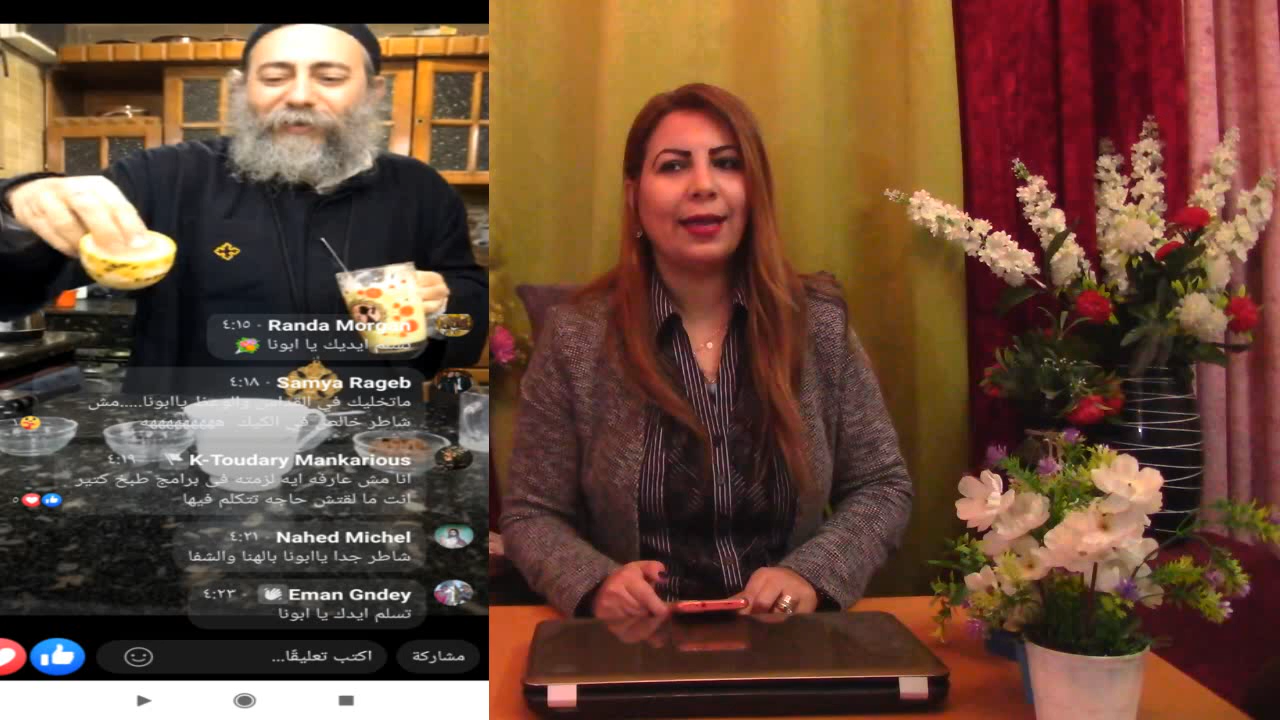 Randa Morgan · ٤:١٥
تسلم ايديك يا ابونا 💐
Samya Rageb · ٤:١٨
ماتخليك في القداس والوعظ ياابونا.....مش
شاطر خالص في الكيك هههههههههه
K-Toudary Mankarious · ٤:١٩
انا مش عارفه ايه لزمته فى برامج طبخ كتير
أنت ما لقتش حاجه تتكلم فيها
٥
Nahed Michel ٤:٢١
شاطر جدا ياابونا بالهنا والشفا
Eman Gndey · ٤:٢٣
تسلم ايدك يا ابونا
اكتب تعليقًا...
مشاركة